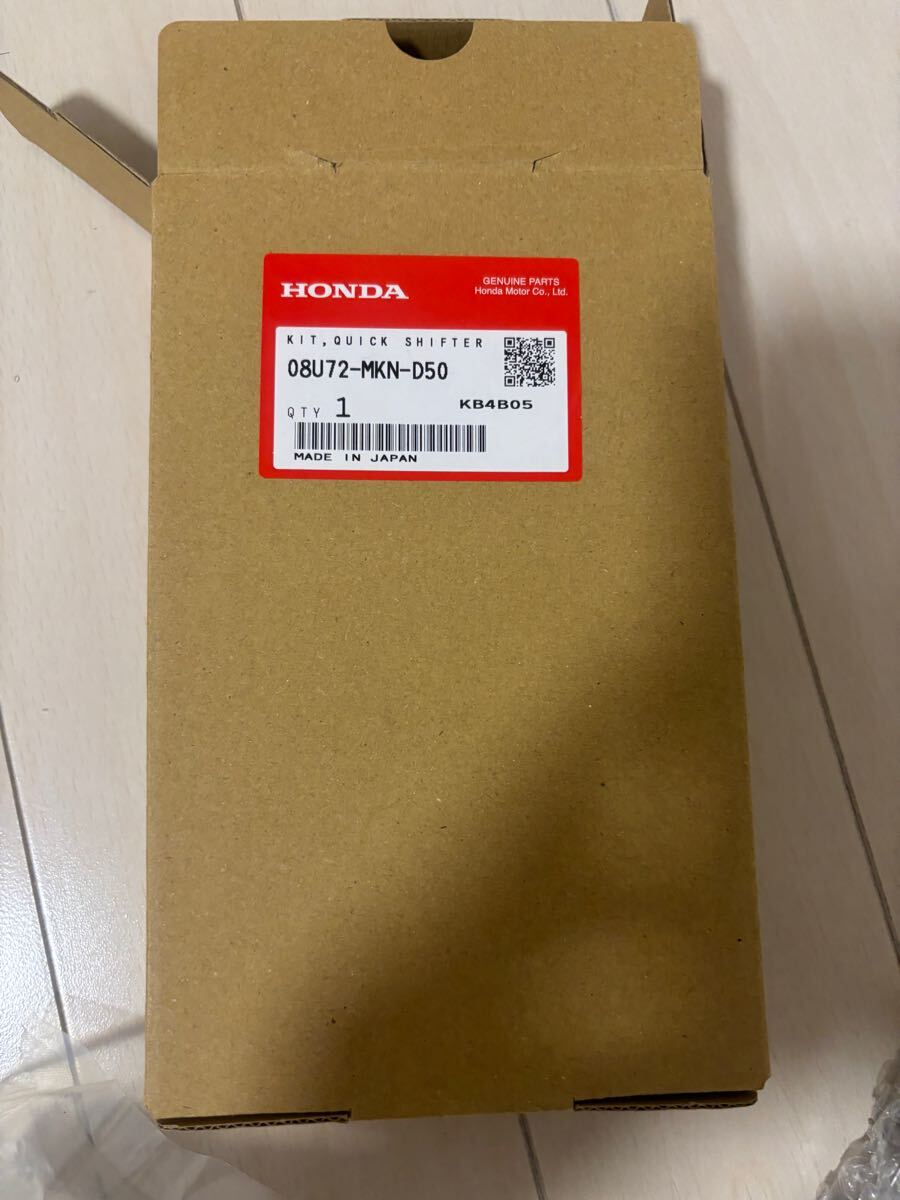 HONDA
GENUINE PARTS
Honda Motor Co., Ltd.
KIT,QUICK SHIFTER
08U72-MKN-D50
QTY 1
KB4B05
MADE IN JAPAN